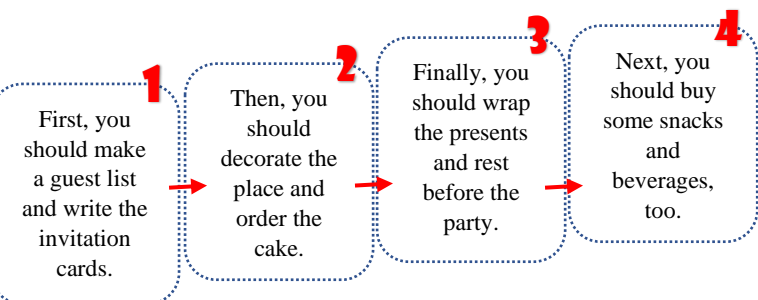 1
First, you
should make
a guest list
and write the
invitation
cards.
2
Then, you
should
decorate the
place and
order the
cake.
3
Finally, you
should wrap
the presents
and rest
before the
party.
4
Next, you
should buy
some snacks
and
beverages,
too.